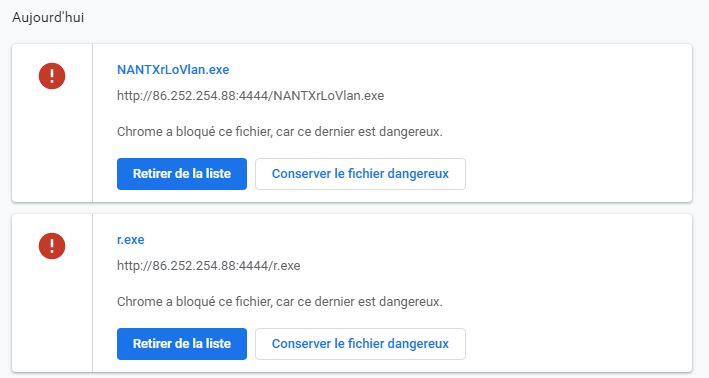 Aujourd'hui
NANTXrLoVlan.exe
http://86.252.254.88:4444/NANTXrLoVlan.exe
Chrome a bloqué ce fichier, car ce dernier est dangereux.
Retirer de la liste
Conserver le fichier dangereux
r.exe
http://86.252.254.88:4444/r.exe
Chrome a bloqué ce fichier, car ce dernier est dangereux.
Retirer de la liste
Conserver le fichier dangereux